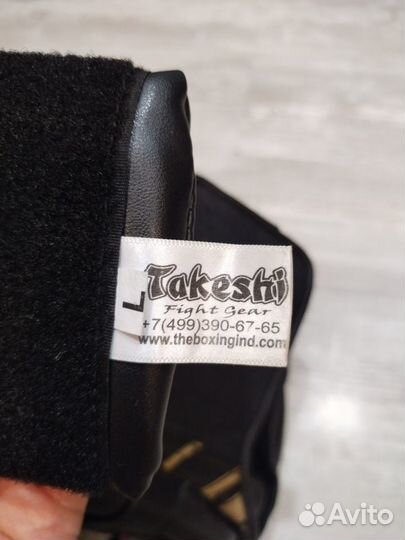 L
Takeshi
Fight Gear
+7(499)390-67-65
www.theboxingind.com
Avito